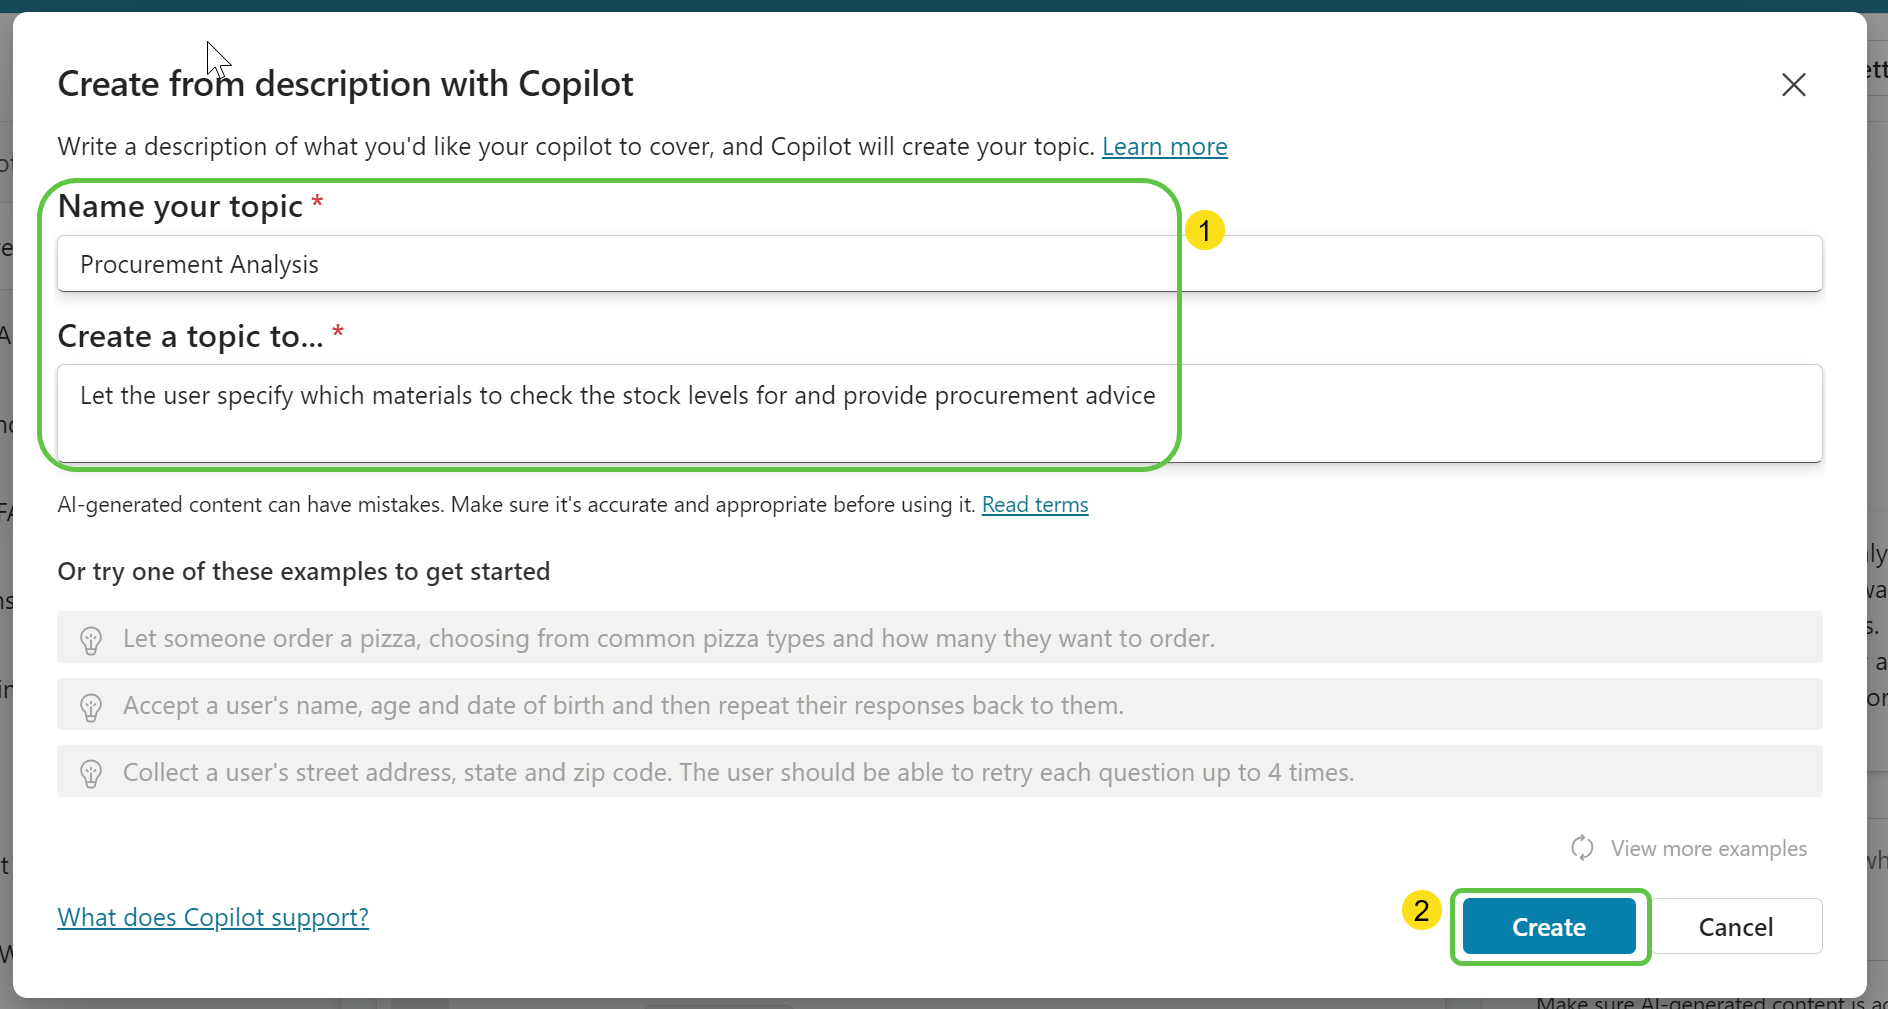 Create from description with Copilot
Write a description of what you'd like your copilot to cover, and Copilot will create your topic. Learn more
Name your topic *
1
Procurement Analysis
Create a topic to... *
Let the user specify which materials to check the stock levels for and provide procurement advice
AI-generated content can have mistakes. Make sure it's accurate and appropriate before using it. Read terms
Or try one of these examples to get started
Let someone order a pizza, choosing from common pizza types and how many they want to order.
Accept a user's name, age and date of birth and then repeat their responses back to them.
Collect a user's street address, state and zip code. The user should be able to retry each question up to 4 times.
View more examples
What does Copilot support?
2
Create
Cancel
Make sure AI-generated content is